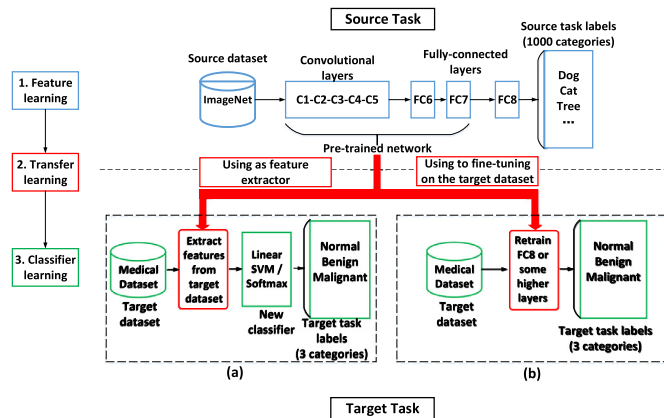 Source Task
Source task labels
(1000 categories)
Source dataset
ImageNet
Convolutional
layers
C1-C2-C3-C4-C5
Fully-connected
layers
FC6
FC7
FC8
Dog
Cat
Tree
...
1. Feature
learning
2. Transfer
learning
3. Classifier
learning
Pre-trained network
Using as feature
extractor
Using to fine-tuning
on the target dataset
Medical
Dataset
Target
dataset
Extract
features
from
target
dataset
Linear
SVM /
Softmax
New
classifier
Normal
Benign
Malignant
Target task
labels
(3 categories)
(a)
Medical
Dataset
Target
dataset
Retrain
FC8 or
some
higher
layers
Normal
Benign
Malignant
Target task labels
(3 categories)
(b)
Target Task